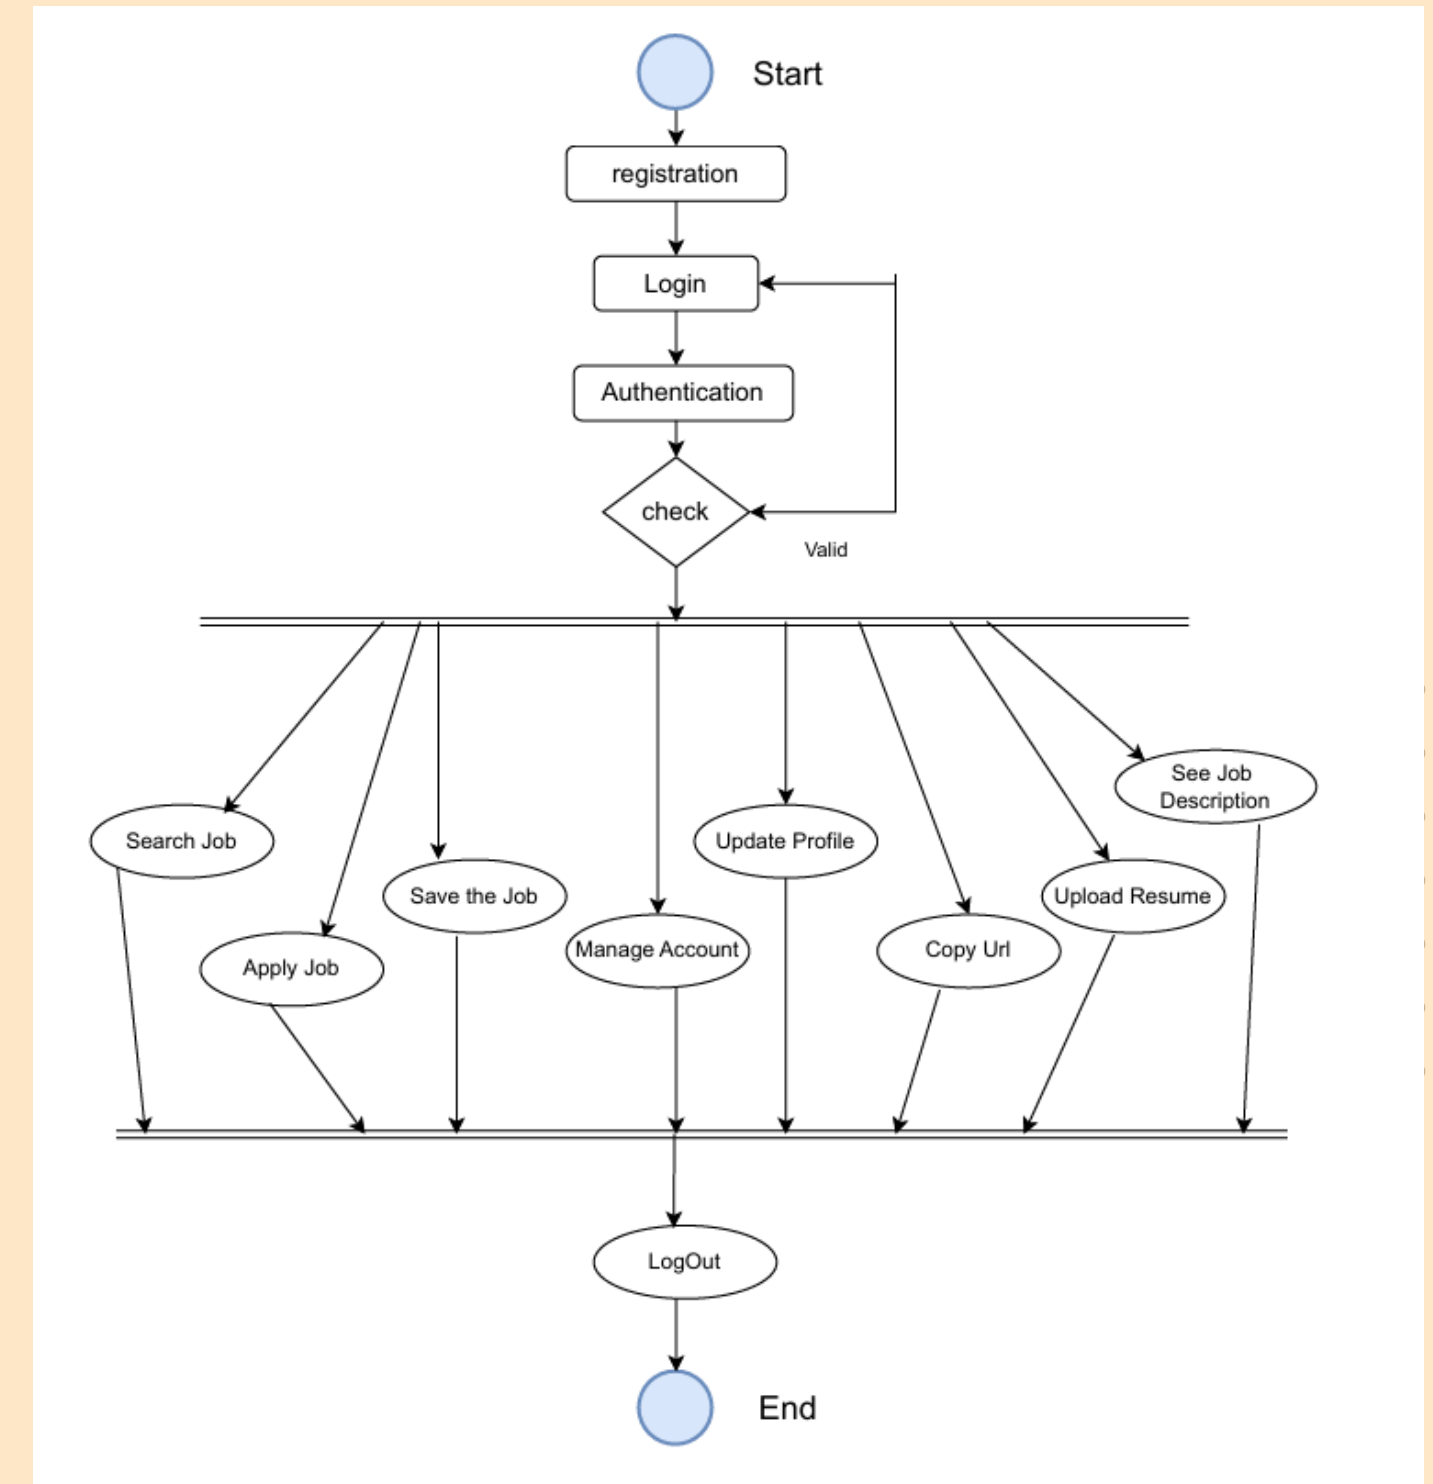 Start
registration
Login
Authentication
check
Valid
See Job
Description
Search Job
Update Profile
Save the Job
Upload Resume
Manage Account
Copy Url
Apply Job
LogOut
End